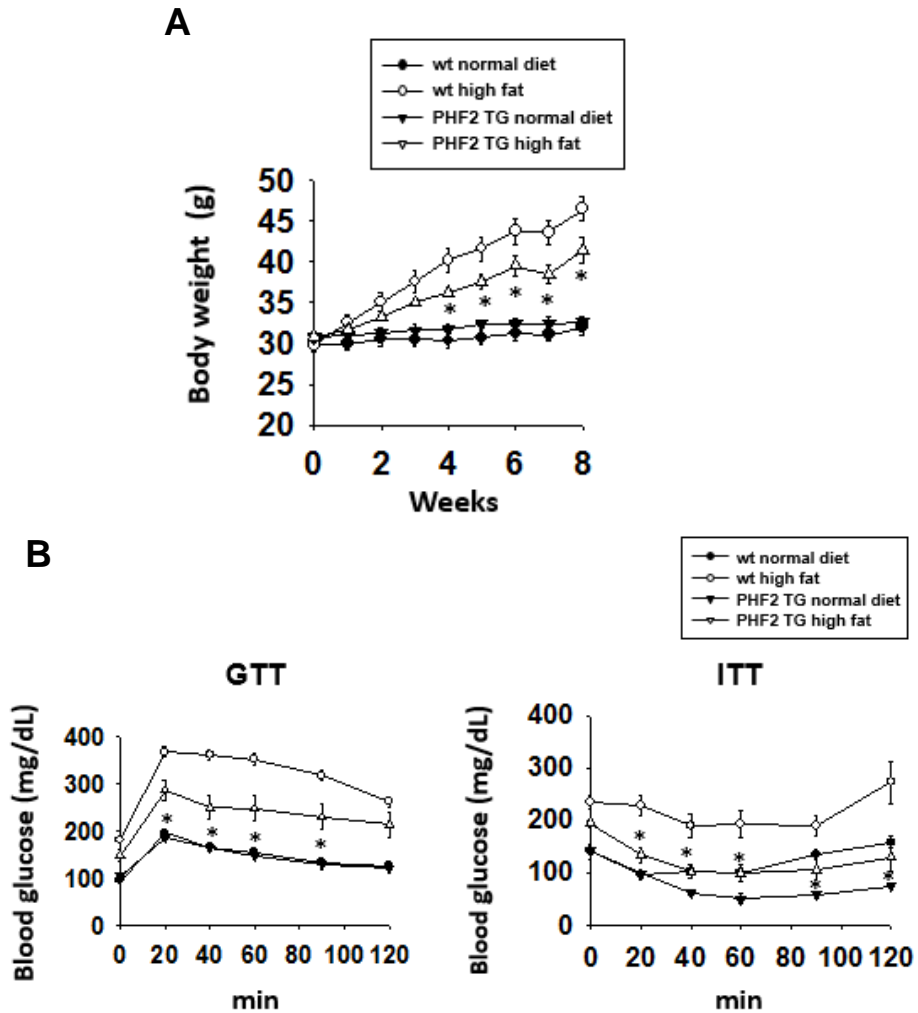 A
wt normal diet
wt high fat
PHF2 TG normal diet
PHF2 TG high fat
50
45
40
35
30
25
20
Body weight (g)
* * * * *
0 2 4 6 8
Weeks
B
wt normal diet
wt high fat
PHF2 TG normal diet
PHF2 TG high fat
GTT
400
300
200
100
0
Blood glucose (mg/dL)
* * * *
0 20 40 60 80 100 120
min
ITT
400
300
200
100
0
Blood glucose (mg/dL)
* * * * *
0 20 40 60 80 100 120
min